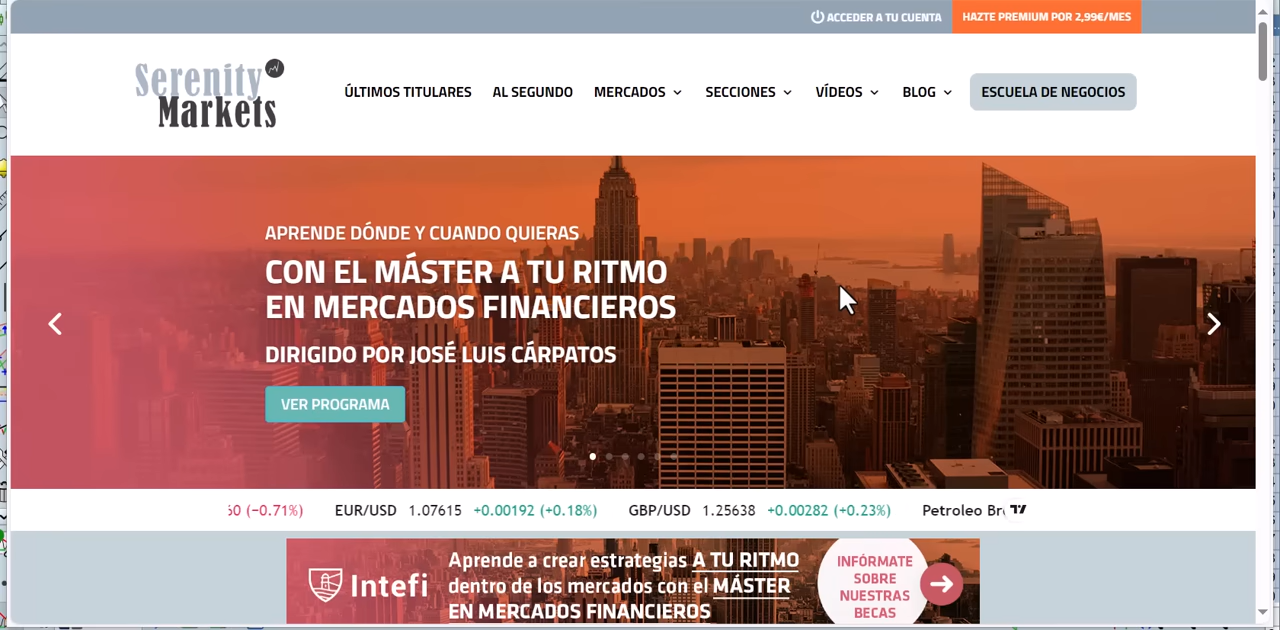 ACCEDER A TU CUENTA
HAZTE PREMIUM POR 2,99€/MES
Serenity
Markets
ÚLTIMOS TITULARES
AL SEGUNDO
MERCADOS
SECCIONES
VÍDEOS
BLOG
ESCUELA DE NEGOCIOS
APRENDE DÓNDE Y CUANDO QUIERAS
CON EL MÁSTER A TU RITMO
EN MERCADOS FINANCIEROS
DIRIGIDO POR JOSÉ LUIS CÁRPATOS
VER PROGRAMA
(−0.71%) EUR/USD 1.07615 +0.00192 (+0.18%) GBP/USD 1.25638 +0.00282 (+0.23%) Petroleo
Intefi
Aprende a crear estrategias A TU RITMO
dentro de los mercados con el MÁSTER
EN MERCADOS FINANCIEROS
INFÓRMATE
SOBRE
NUESTRAS
BECAS